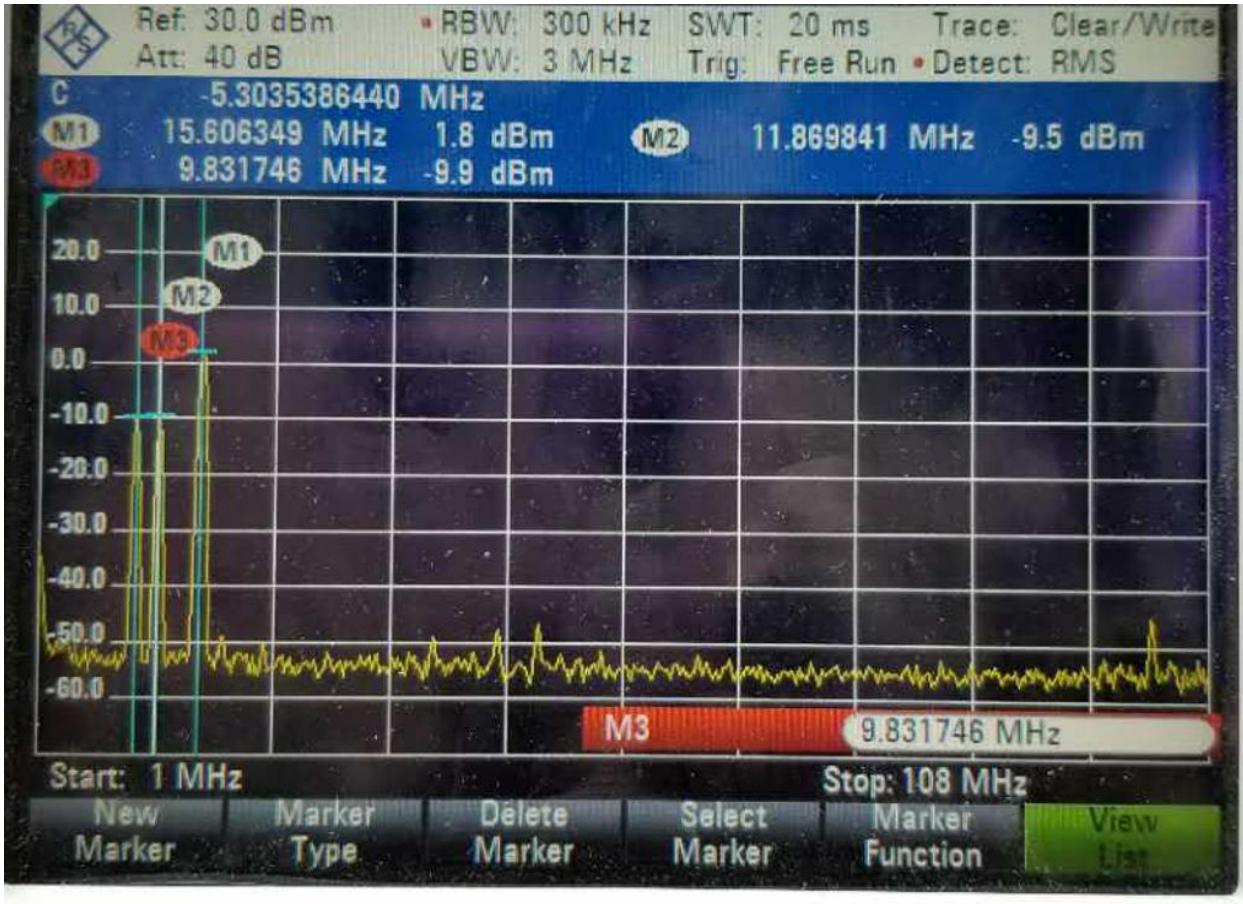 R&S Ref: 30.0 dBm • RBW: 300 kHz SWT: 20 ms Trace: Clear/Write
Att: 40 dB VBW: 3 MHz Trig: Free Run • Detect: RMS
C -5.3035386440 MHz
M1 15.606349 MHz 1.8 dBm M2 11.869841 MHz -9.5 dBm
M3 9.831746 MHz -9.9 dBm
20.0 M1
10.0 M2
M3
0.0
-10.0
-20.0
-30.0
-40.0
-50.0
-60.0
M3 9.831746 MHz
Start: 1 MHz Stop: 108 MHz
New Marker Delete Select Marker View
Marker Type Marker Marker Function List